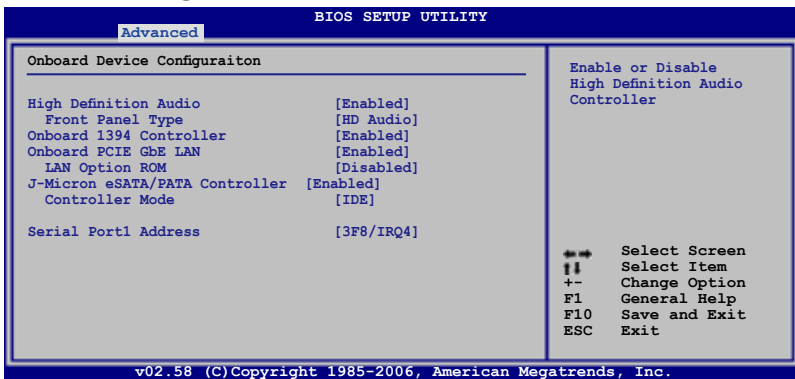 BIOS SETUP UTILITY
Advanced
Onboard Device Configuraiton
High Definition Audio [Enabled]
Front Panel Type [HD Audio]
Onboard 1394 Controller [Enabled]
Onboard PCIE GbE LAN [Enabled]
LAN Option ROM [Disabled]
J-Micron eSATA/PATA Controller [Enabled]
Controller Mode [IDE]
Serial Port1 Address [3F8/IRQ4]
Enable or Disable
High Definition Audio
Controller
←→ Select Screen
↑↓ Select Item
+- Change Option
F1 General Help
F10 Save and Exit
ESC Exit
v02.58 (C)Copyright 1985-2006, American Megatrends, Inc.